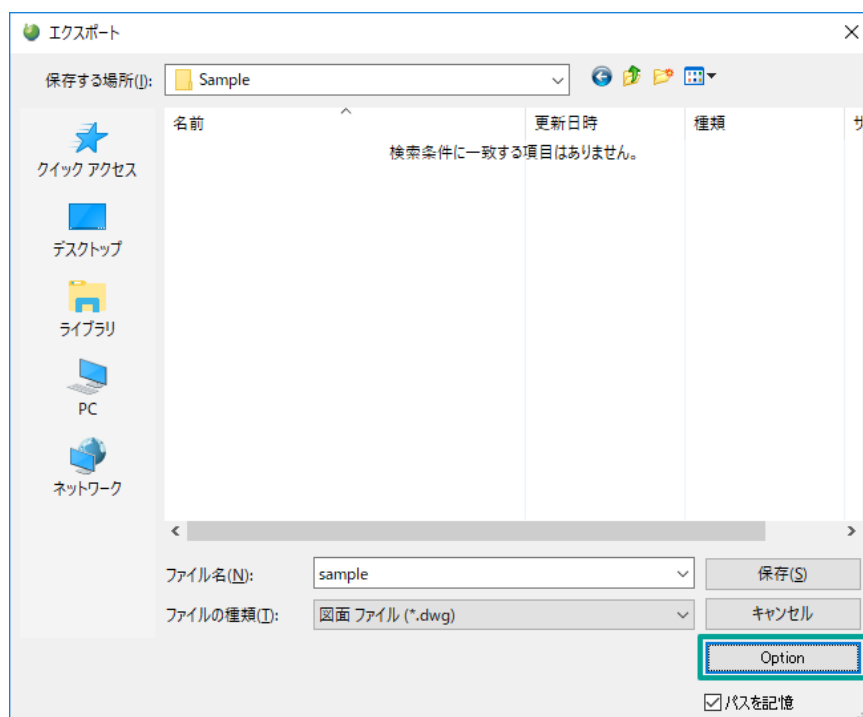 エクスポート
保存する場所(I): Sample
名前 更新日時 種類 サ
検索条件に一致する項目はありません。
クイック アクセス
デスクトップ
ライブラリ
PC
ネットワーク
ファイル名(N): sample 保存(S)
ファイルの種類(T): 図面 ファイル (*.dwg) キャンセル
Option
パスを記憶